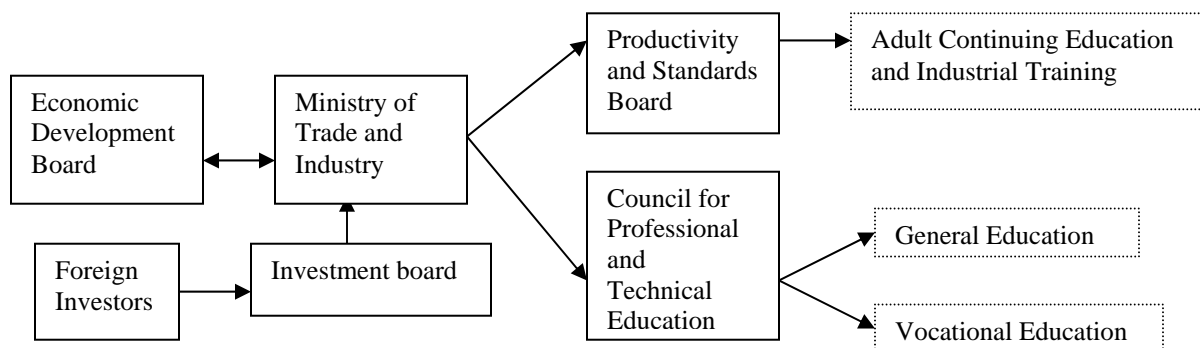 Economic
Development
Board
Ministry of
Trade and
Industry
Productivity
and Standards
Board
Adult Continuing Education
and Industrial Training
Foreign
Investors
Investment board
Council for
Professional
and
Technical
Education
General Education
Vocational Education